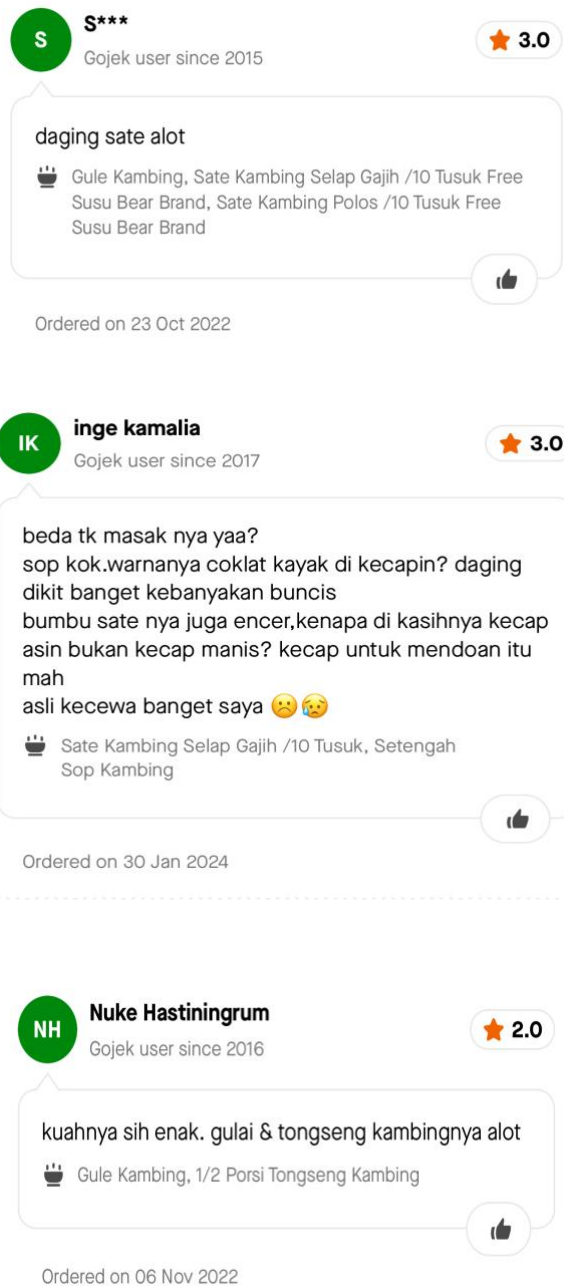 S
S***
Gojek user since 2015
3.0
daging sate alot
Gule Kambing, Sate Kambing Selap Gajih /10 Tusuk Free
Susu Bear Brand, Sate Kambing Polos /10 Tusuk Free
Susu Bear Brand
Ordered on 23 Oct 2022
IK
inge kamalia
Gojek user since 2017
3.0
beda tk masak nya yaa?
sop kok.warnanya coklat kayak di kecapin? daging
dikit banget kebanyakan buncis
bumbu sate nya juga encer,kenapa di kasihnya kecap
asin bukan kecap manis? kecap untuk mendoan itu
mah
asli kecewa banget saya ☹️😥
Sate Kambing Selap Gajih /10 Tusuk, Setengah
Sop Kambing
Ordered on 30 Jan 2024
NH
Nuke Hastiningrum
Gojek user since 2016
2.0
kuahnya sih enak. gulai & tongseng kambingnya alot
Gule Kambing, 1/2 Porsi Tongseng Kambing
Ordered on 06 Nov 2022